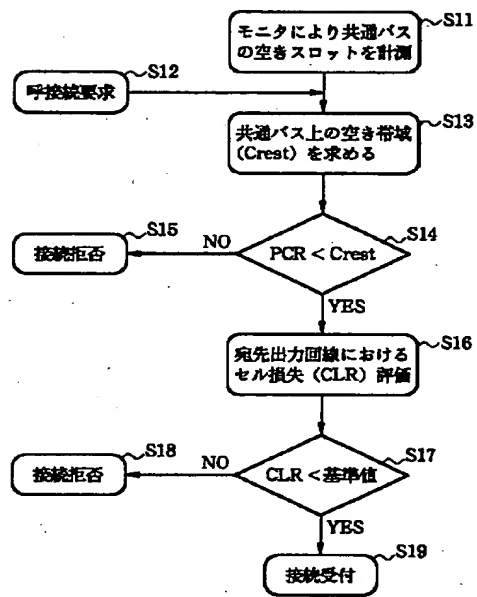 S11
モニタにより共通バス
の空きスロットを計測
S12
呼接続要求
S13
共通バス上の空き帯域
(Crest)を求める
S14
PCR < Crest
S15
NO
接続拒否
YES
S16
宛先出力回線における
セル損失(CLR)評価
S17
CLR<基準値
S18
NO
接続拒否
YES
S19
接続受付